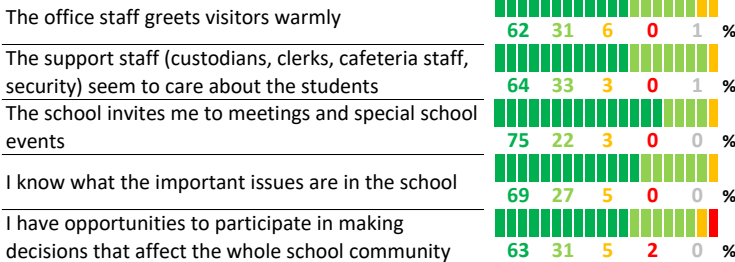 The office staff greets visitors warmly
62 31 6 0 1 %
The support staff (custodians, clerks, cafeteria staff,
security) seem to care about the students
64 33 3 0 1 %
The school invites me to meetings and special school
events
75 22 3 0 0 %
I know what the important issues are in the school
69 27 5 0 0 %
I have opportunities to participate in making
decisions that affect the whole school community
63 31 5 2 0 %